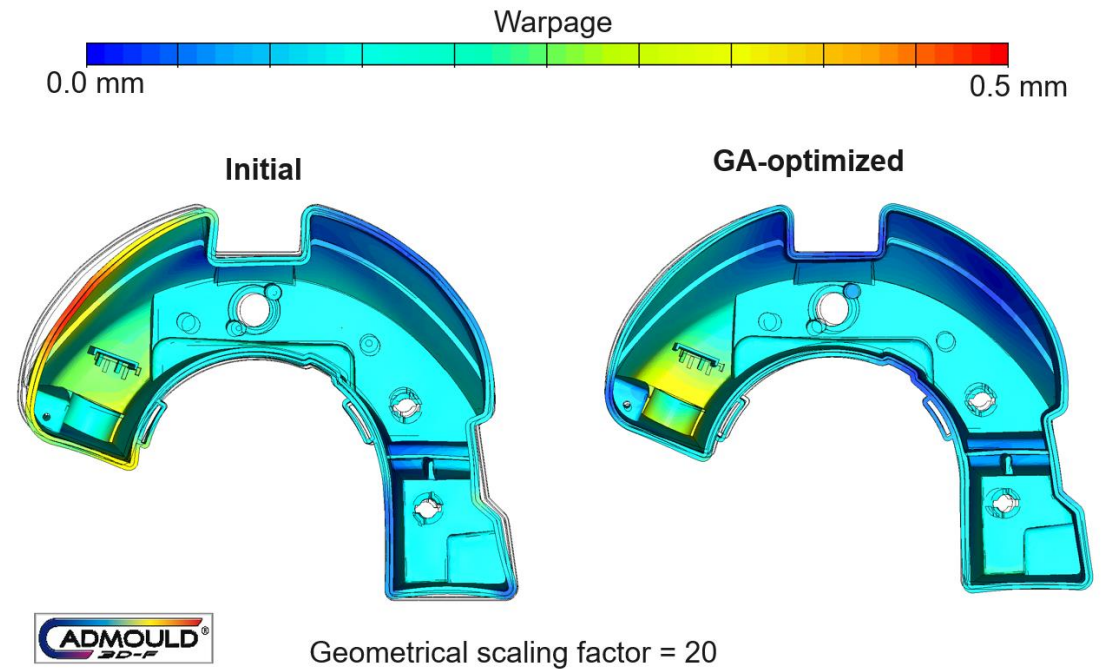 Warpage
0.0 mm
0.5 mm
Initial
GA-optimized
CADMOULD®
3D-F
Geometrical scaling factor = 20